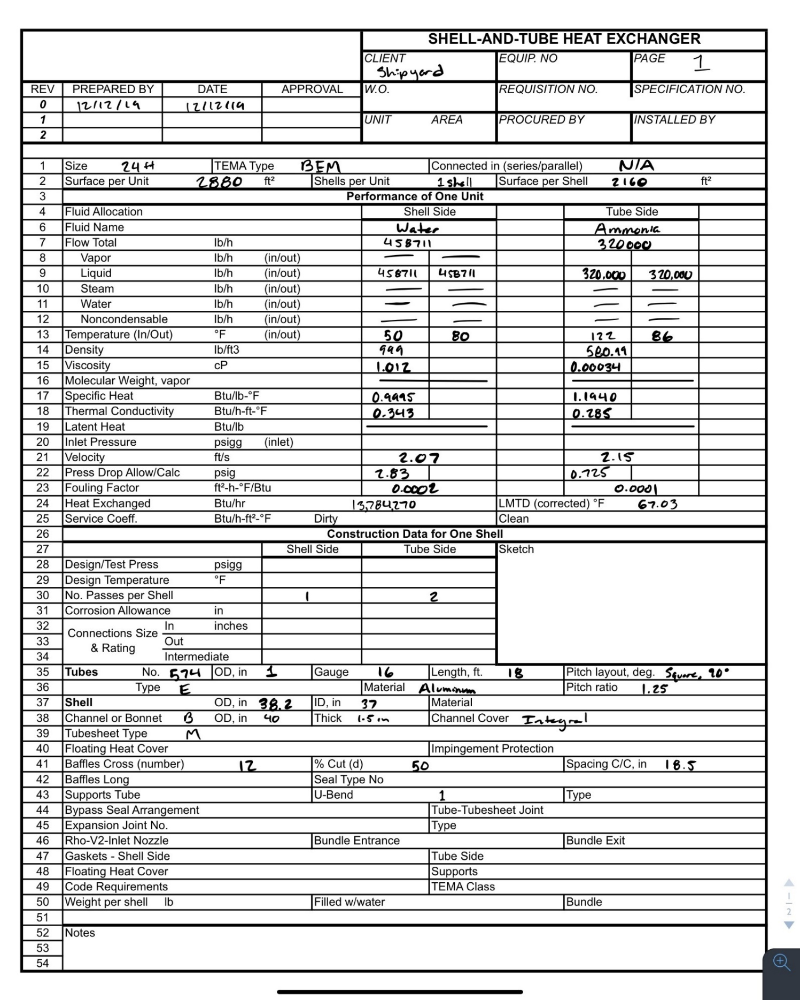 SHELL-AND-TUBE HEAT EXCHANGER
CLIENT EQUIP. NO PAGE 1
Shipyard
REV PREPARED BY DATE APPROVAL W.O. REQUISITION NO. SPECIFICATION NO.
0 12/12/19 12/12/19
1 UNIT AREA PROCURED BY INSTALLED BY
2
1 Size 24 ft TEMA Type BEM Connected in (series/parallel) N/A
2 Surface per Unit 2880 ft² Shells per Unit 1 shell Surface per Shell 2160 ft²
3 Performance of One Unit
4 Fluid Allocation Shell Side Tube Side
6 Fluid Name Water Ammonia
7 Flow Total lb/h 458711 320000
8 Vapor lb/h (in/out) — —
9 Liquid lb/h (in/out) 458711 458711 320,000 320,000
10 Steam lb/h (in/out) — — — —
11 Water lb/h (in/out) — — — —
12 Noncondensable lb/h (in/out) — — — —
13 Temperature (In/Out) °F (in/out) 50 80 122 86
14 Density lb/ft3 999 580.99
15 Viscosity cP 1.012 0.00034
16 Molecular Weight, vapor — —
17 Specific Heat Btu/lb-°F 0.9995 1.1940
18 Thermal Conductivity Btu/h-ft-°F 0.343 0.285
19 Latent Heat Btu/lb — —
20 Inlet Pressure psigg (inlet)
21 Velocity ft/s 2.07 2.15
22 Press Drop Allow/Calc psig 2.83 0.725
23 Fouling Factor ft²-h-°F/Btu 0.0002 0.0001
24 Heat Exchanged Btu/hr 13,784,270 LMTD (corrected) °F 67.03
25 Service Coeff. Btu/h-ft²-°F Dirty Clean
26 Construction Data for One Shell
27 Shell Side Tube Side Sketch
28 Design/Test Press psigg
29 Design Temperature °F
30 No. Passes per Shell 1 2
31 Corrosion Allowance in
32 Connections Size In inches
33 & Rating Out
34 Intermediate
35 Tubes No. 574 OD, in 1 Gauge 16 Length, ft. 18 Pitch layout, deg. Square, 90°
36 Type E Material Aluminum Pitch ratio 1.25
37 Shell OD, in 38.2 ID, in 37 Material
38 Channel or Bonnet B OD, in 40 Thick 1.5 in Channel Cover Integral
39 Tubesheet Type M
40 Floating Heat Cover Impingement Protection
41 Baffles Cross (number) 12 % Cut (d) 50 Spacing C/C, in 18.5
42 Baffles Long Seal Type No
43 Supports Tube U-Bend 1 Type
44 Bypass Seal Arrangement Tube-Tubesheet Joint
45 Expansion Joint No. Type
46 Rho-V2-Inlet Nozzle Bundle Entrance Bundle Exit
47 Gaskets - Shell Side Tube Side
48 Floating Heat Cover Supports
49 Code Requirements TEMA Class
50 Weight per shell lb Filled w/water Bundle
51
52 Notes
53
54
1
2